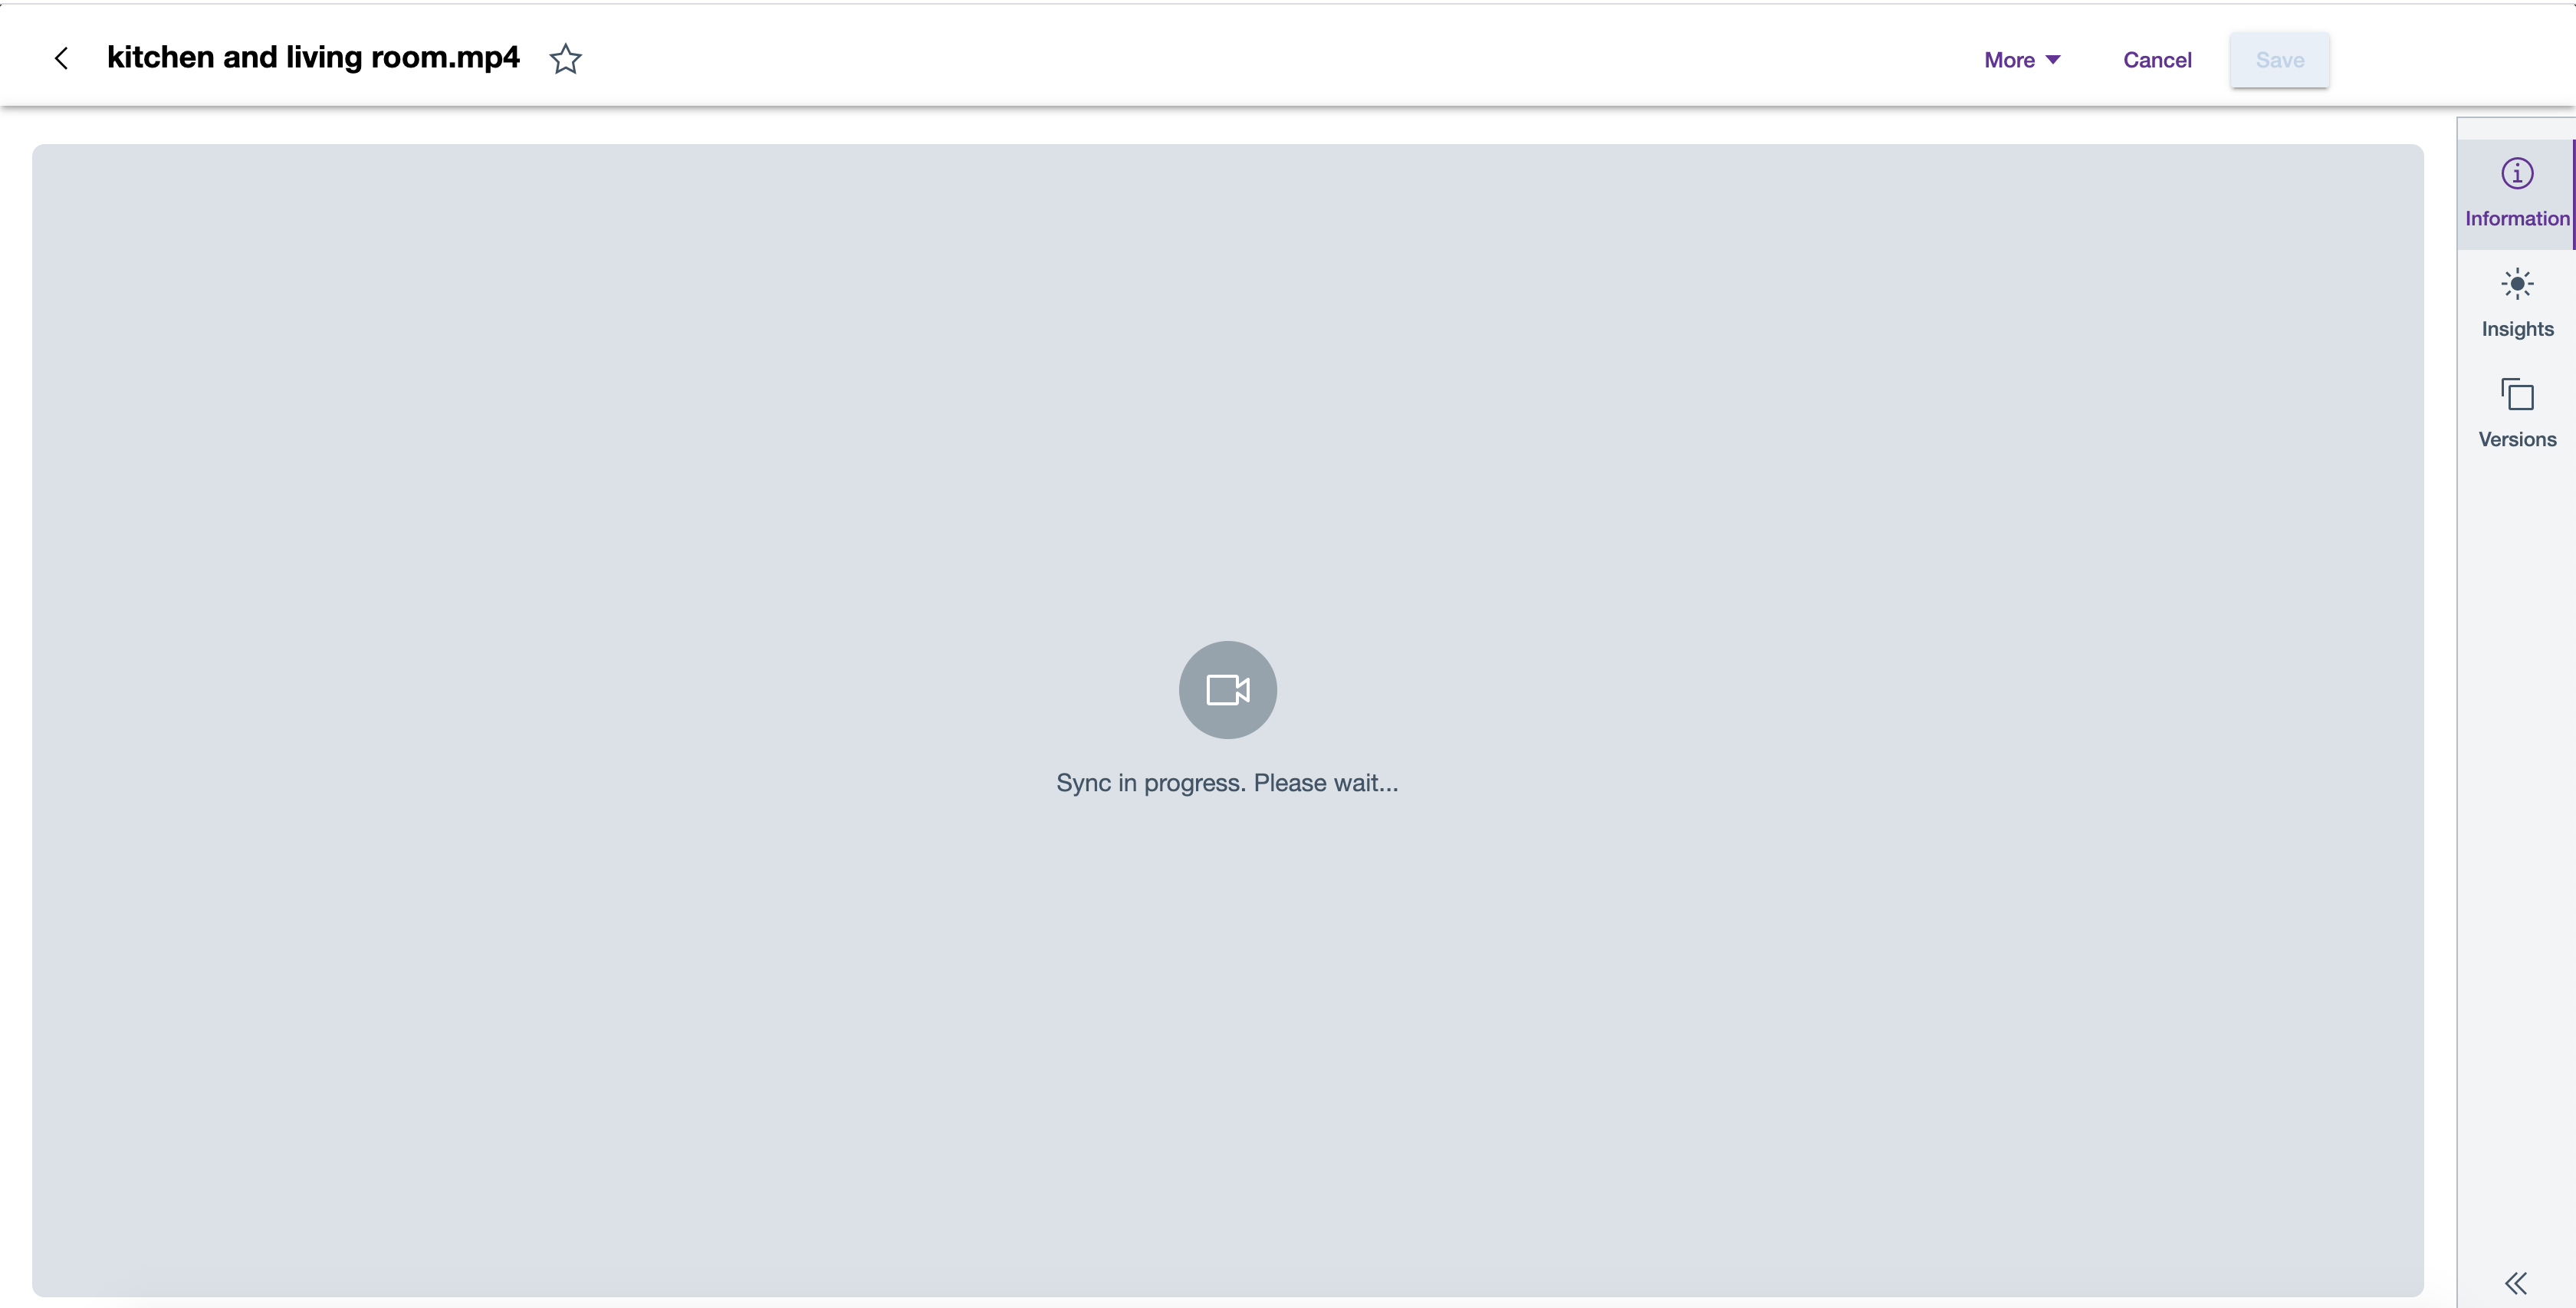 kitchen and living room.mp4
More
Cancel
Save
Information
Insights
Versions
Sync in progress. Please wait...